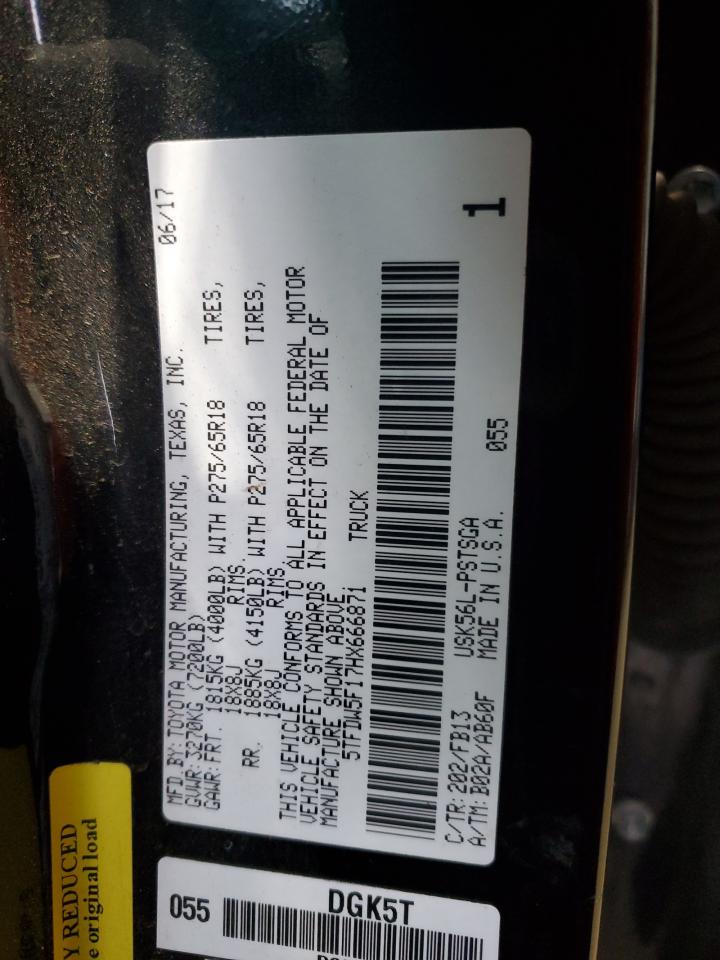 06/17
MFD BY: TOYOTA MOTOR MANUFACTURING, TEXAS, INC.
GVWR: 3270KG (7200LB)
GAWR: FRT. 1815KG (4000LB) WITH P275/65R18 TIRES,
18X8J RIMS.
RR. 1885KG (4150LB) WITH P275/65R18 TIRES,
18X8J RIMS.
THIS VEHICLE CONFORMS TO ALL APPLICABLE FEDERAL MOTOR
VEHICLE SAFETY STANDARDS IN EFFECT ON THE DATE OF
MANUFACTURE SHOWN ABOVE.
5TFDW5F17HX666871 TRUCK
1
C/TR: 202/FB13 USK56L-PSTSGA 055
A/TM: B02A/AB60F MADE IN U.S.A.
Y REDUCED
e original load
055 DGK5T